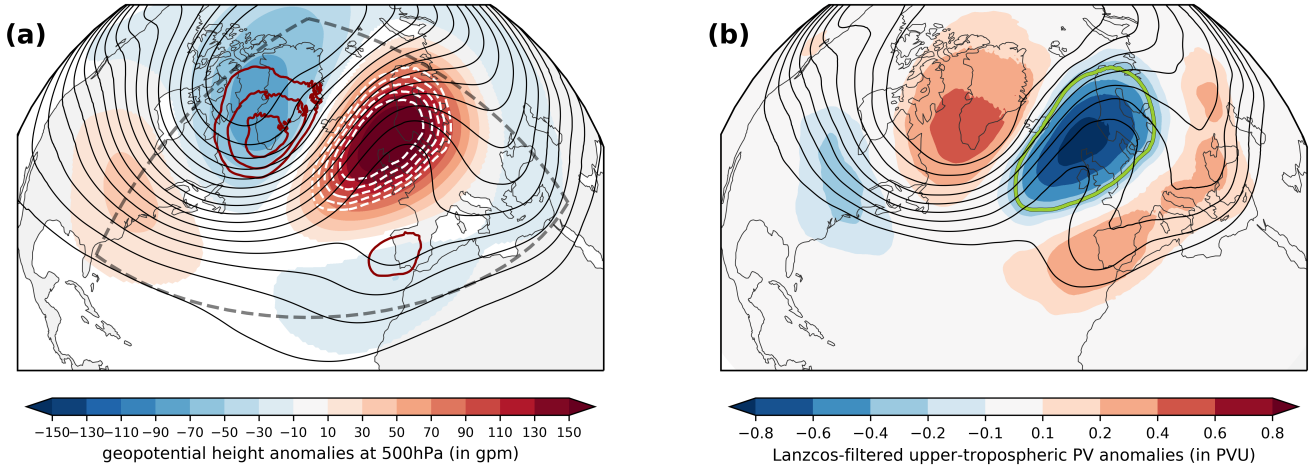 (a)
(b)
−150−130−110 −90 −70 −50 −30 −10 10 30 50 70 90 110 130 150
geopotential height anomalies at 500hPa (in gpm)
−0.8 −0.6 −0.4 −0.2 −0.1 0.1 0.2 0.4 0.6 0.8
Lanzcos-filtered upper-tropospheric PV anomalies (in PVU)